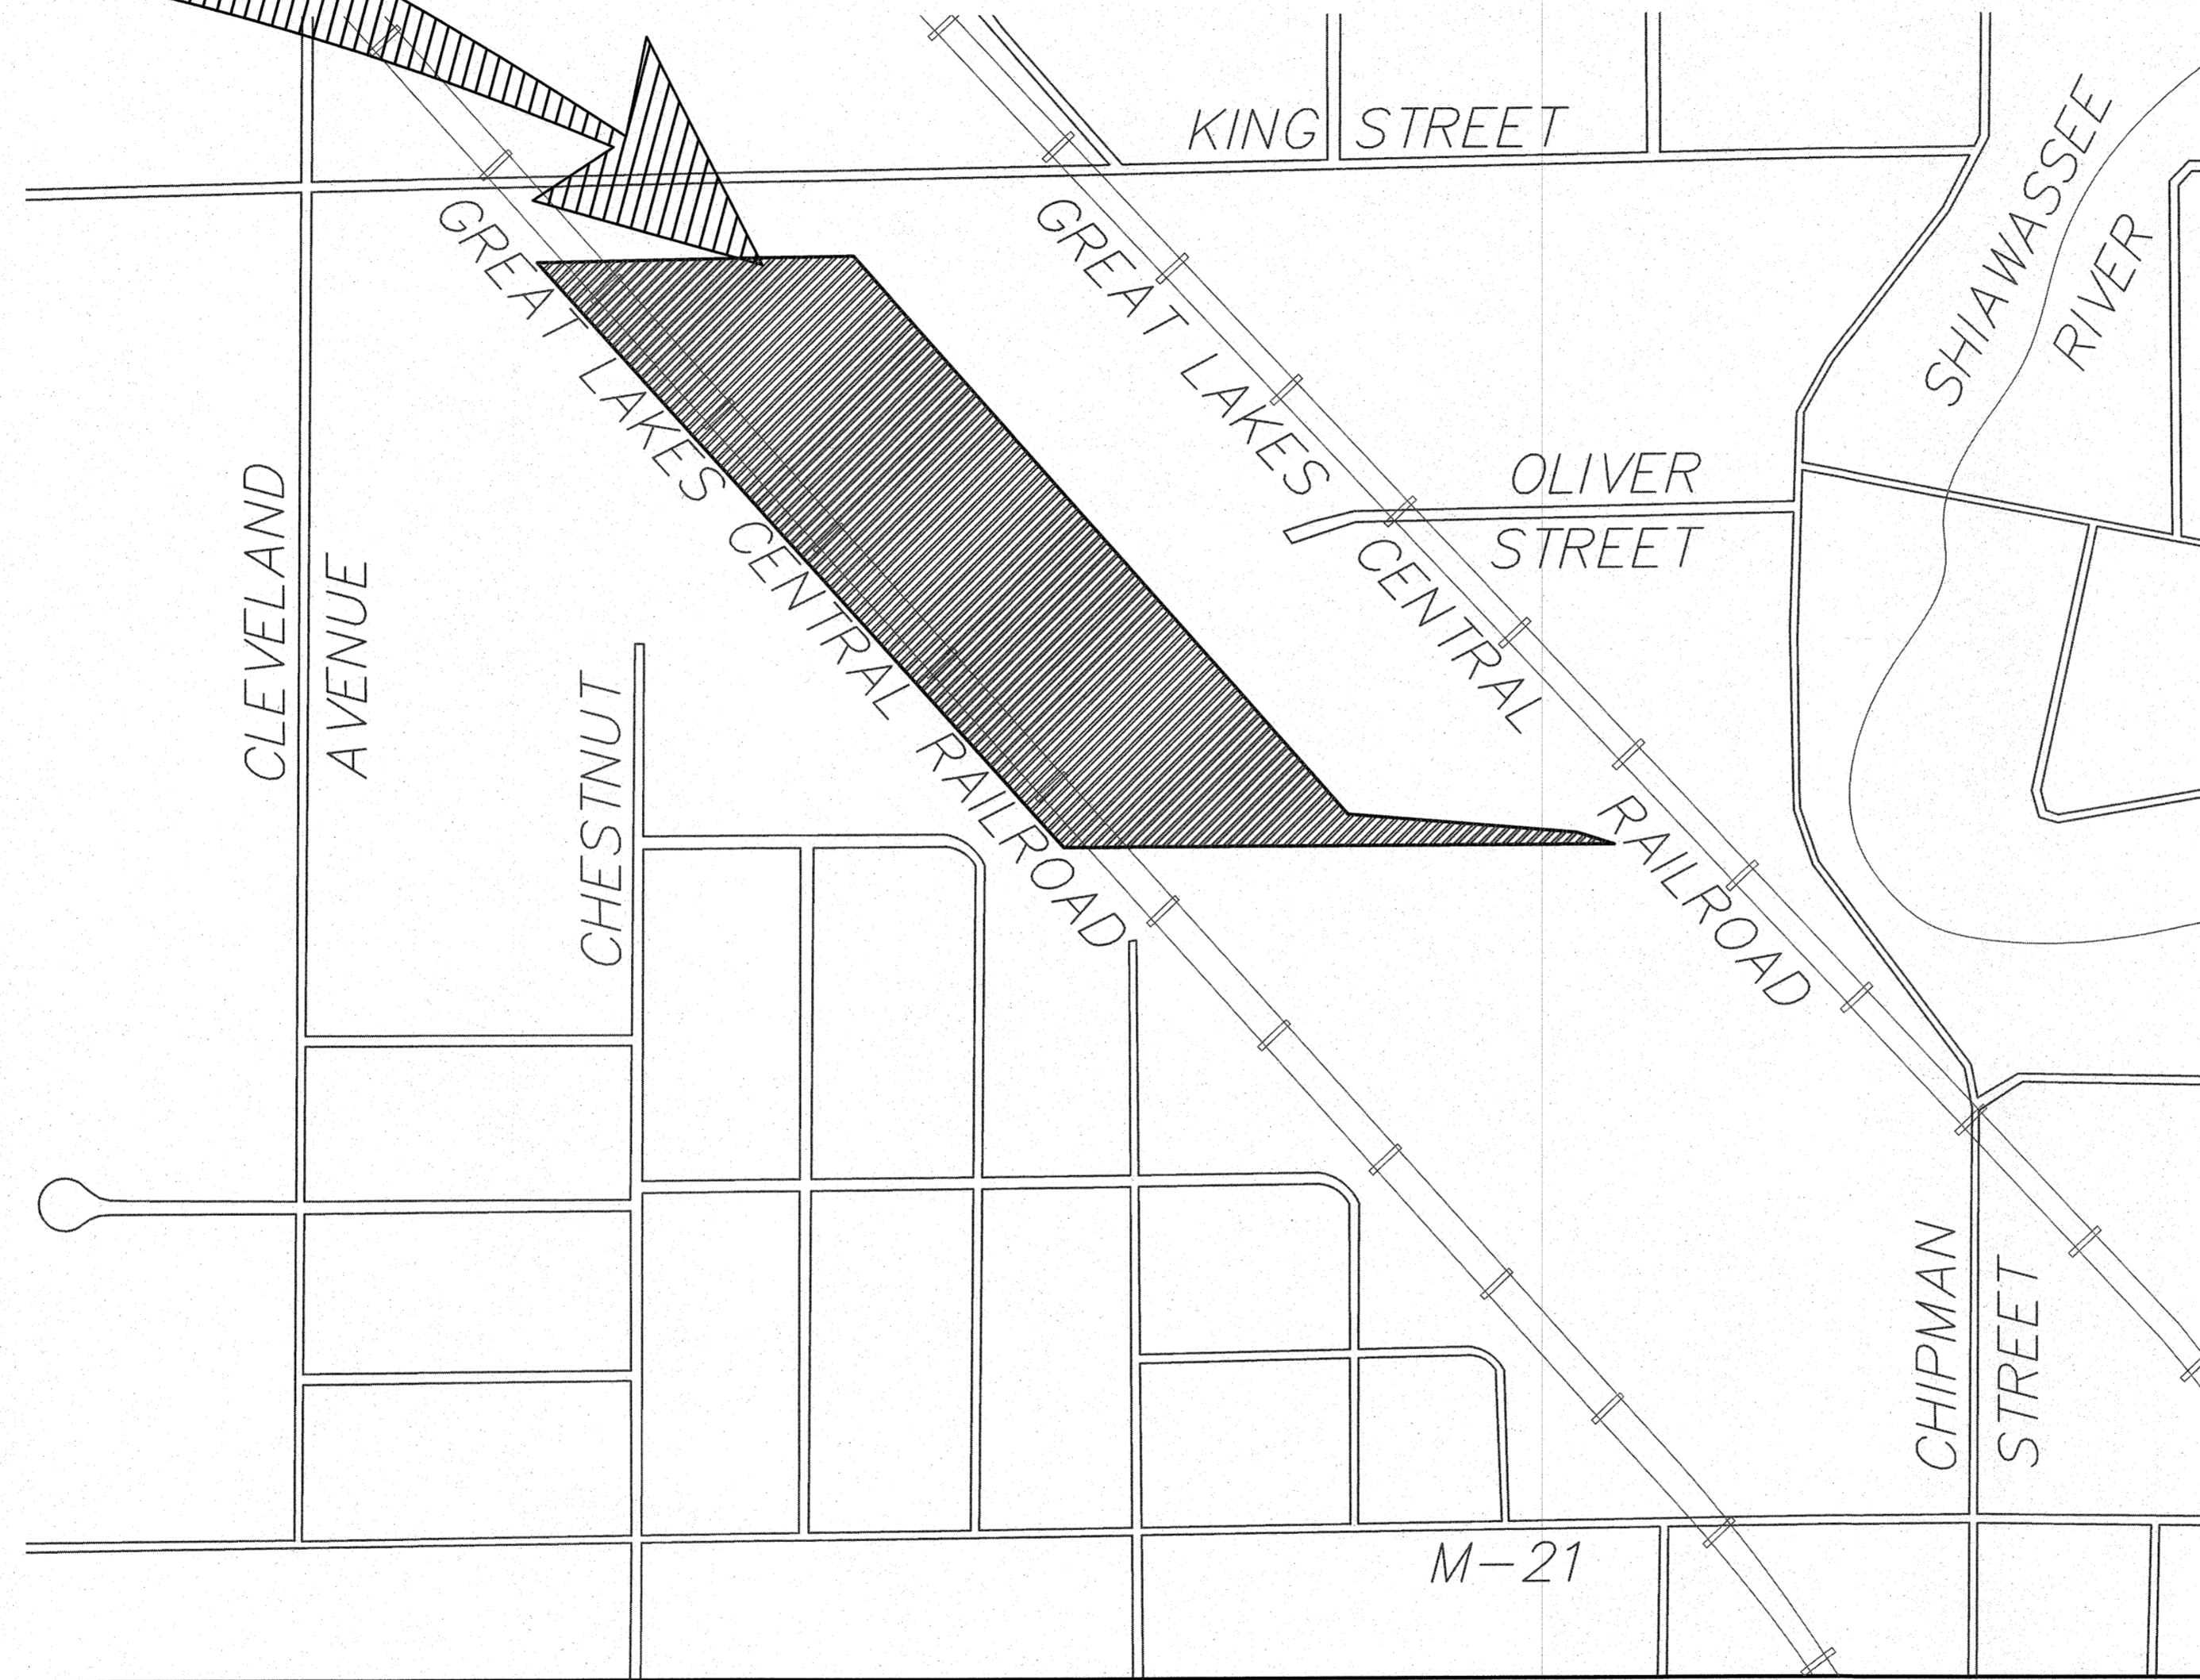 KING STREET
SHIAWASSEE
RIVER
GREAT LAKES CENTRAL RAILROAD
GREAT LAKES CENTRAL RAILROAD
OLIVER
STREET
CLEVELAND
AVENUE
CHESTNUT
CHIPMAN
STREET
M-21